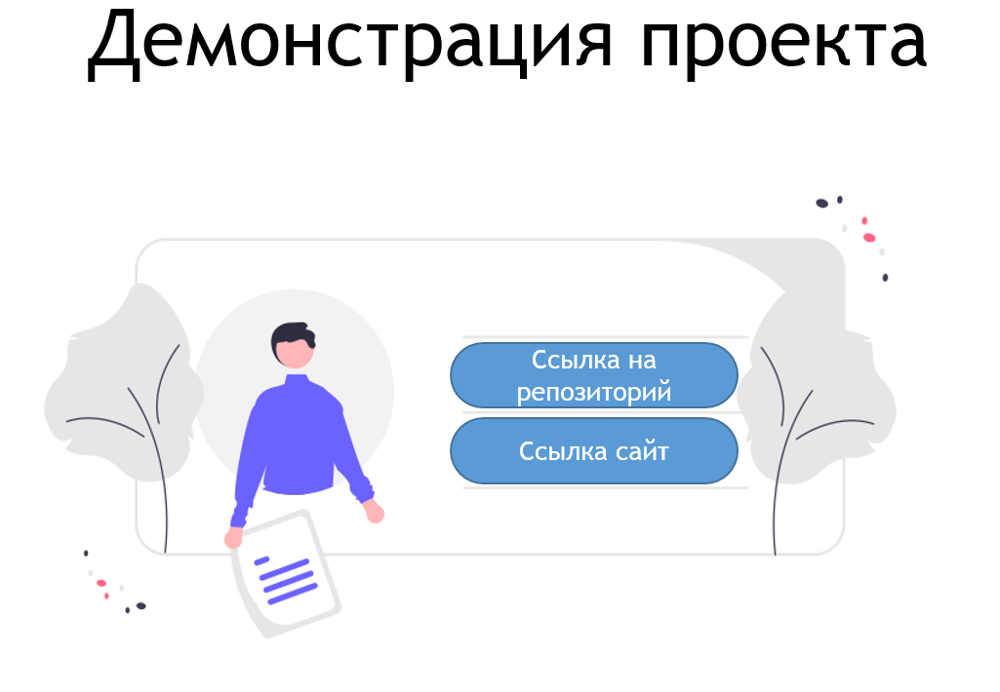 Демонстрация проекта
Ссылка на
репозиторий
Ссылка сайт